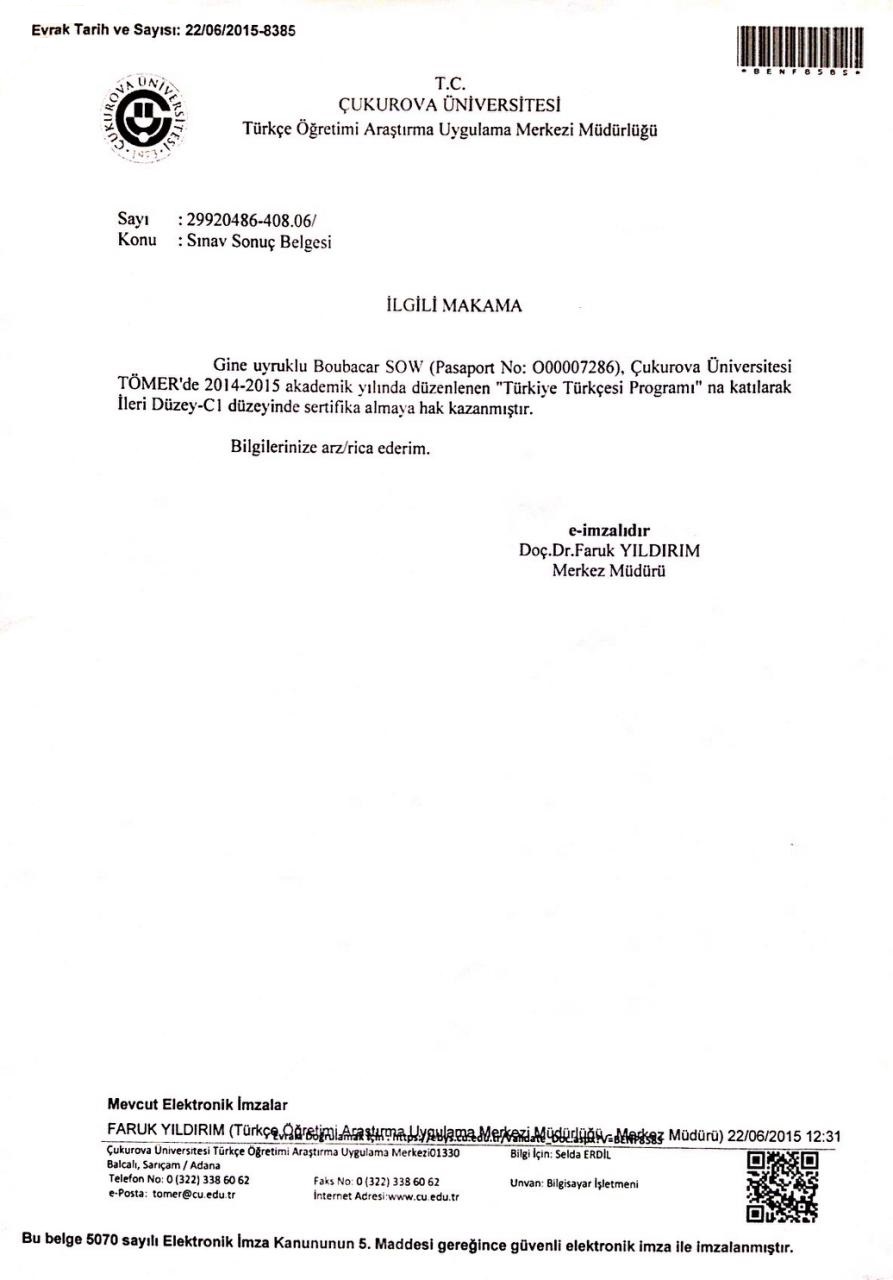 Evrak Tarih ve Sayısı: 22/06/2015-8385
*BENF8S8S*
ÇUKUROVA ÜNİVERSİTESİ
1973
T.C.
ÇUKUROVA ÜNİVERSİTESİ
Türkçe Öğretimi Araştırma Uygulama Merkezi Müdürlüğü
Sayı : 29920486-408.06/
Konu : Sınav Sonuç Belgesi
İLGİLİ MAKAMA
Gine uyruklu Boubacar SOW (Pasaport No: O00007286), Çukurova Üniversitesi
TÖMER'de 2014-2015 akademik yılında düzenlenen "Türkiye Türkçesi Programı" na katılarak
İleri Düzey-C1 düzeyinde sertifika almaya hak kazanmıştır.
Bilgilerinize arz/rica ederim.
e-imzalıdır
Doç.Dr.Faruk YILDIRIM
Merkez Müdürü
Mevcut Elektronik İmzalar
FARUK YILDIRIM (Türkçe Öğretimi Araştırma Uygulama Merkezi Müdürlüğü - Merkez Müdürü) 22/06/2015 12:31
Evrakı Doğrulamak İçin : https://ebys.cu.edu.tr/Validate_Doc.aspx?V=BENF8S8S
Çukurova Üniversitesi Türkçe Öğretimi Araştırma Uygulama Merkezi01330
Bilgi İçin: Selda ERDİL
Balcalı, Sarıçam / Adana
Telefon No: 0 (322) 338 60 62
Faks No: 0 (322) 338 60 62
Unvan: Bilgisayar İşletmeni
e-Posta: tomer@cu.edu.tr
İnternet Adresi:www.cu.edu.tr
Bu belge 5070 sayılı Elektronik İmza Kanununun 5. Maddesi gereğince güvenli elektronik imza ile imzalanmıştır.